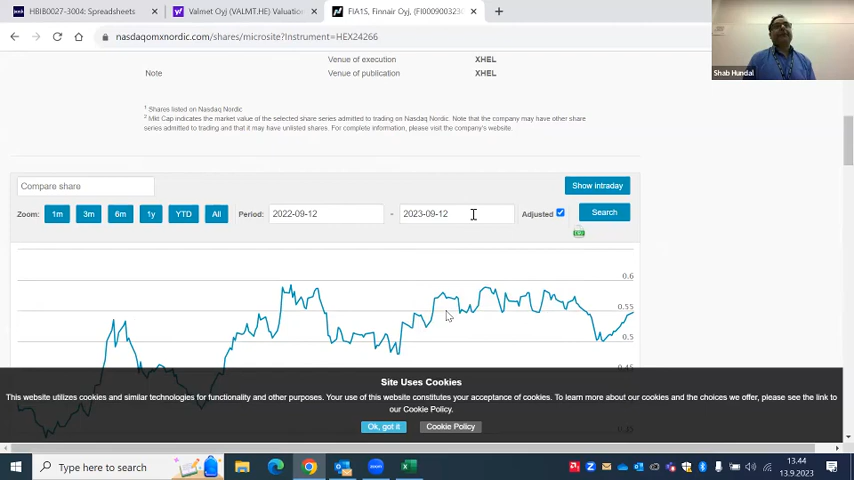 HBIB0027-3004: Spreadsheets
Valmet Oyj (VALMT.HE) Valuation
FIA1S, Finnair Oyj, (FI000900323
nasdaqomxnordic.com/shares/microsite?Instrument=HEX24266
Shab Hundal
Venue of execution XHEL
Note Venue of publication XHEL
1 Shares listed on Nasdaq Nordic
2 Mkt Cap indicates the market value of the selected share series admitted to trading on Nasdaq Nordic. Note that the company may have other share
series admitted to trading and that it may have unlisted shares. For complete information, please visit the company's website.
Compare share
Show intraday
Zoom: 1m 3m 6m 1y YTD All Period: 2022-09-12 - 2023-09-12 Adjusted Search
0.6
0.55
0.5
0.45
Site Uses Cookies
This website utilizes cookies and similar technologies for functionality and other purposes. Your use of this website constitutes your acceptance of cookies. To learn more about our cookies and the choices we offer, please see the link to
our Cookie Policy.
Ok, got it Cookie Policy
Type here to search
13.44
13.9.2023